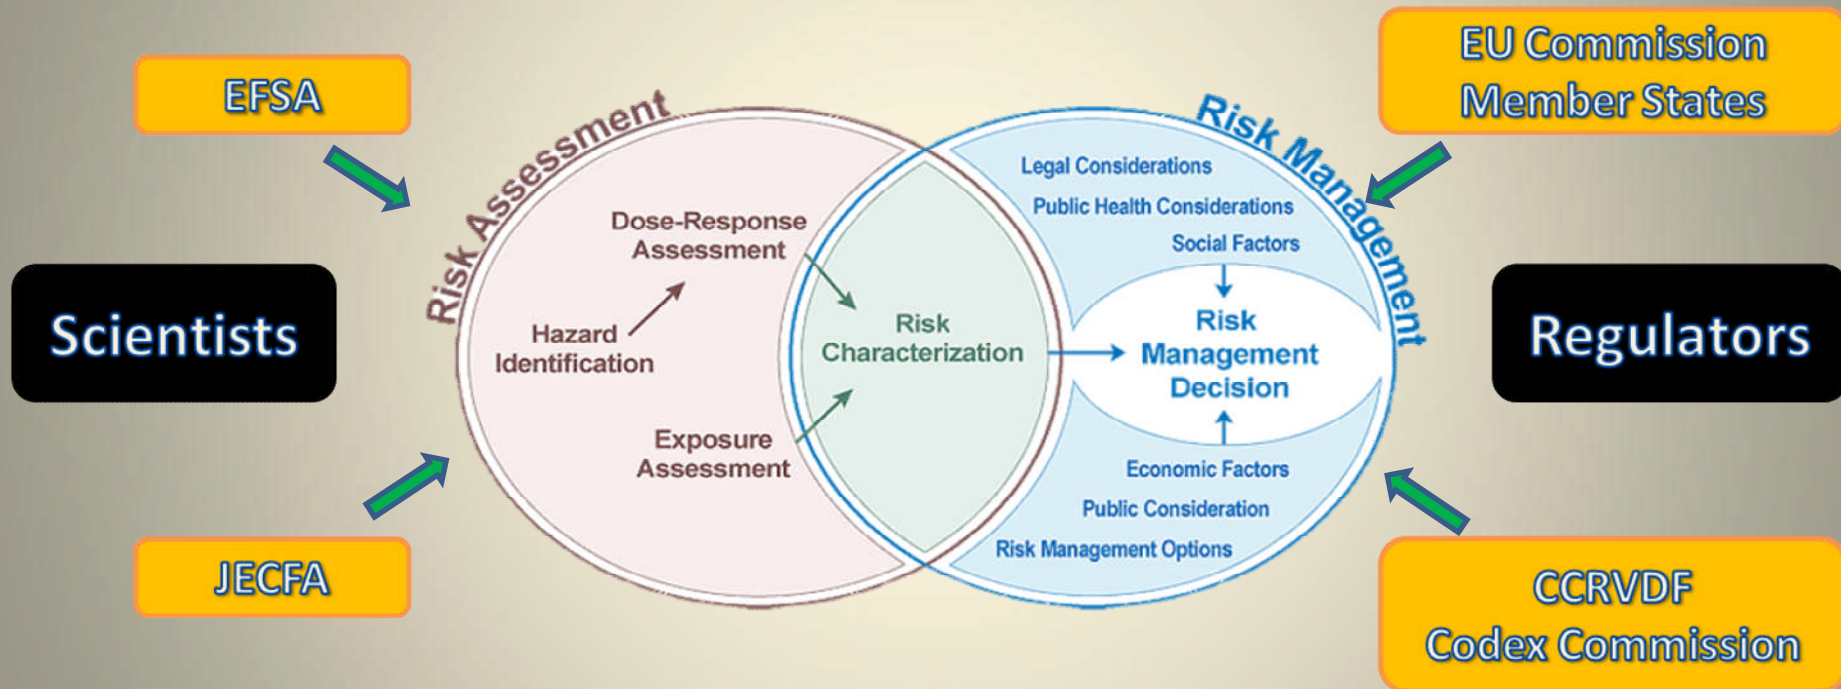 EFSA
EU Commission
Member States
Risk Assessment
Risk Management
Legal Considerations
Public Health Considerations
Social Factors
Dose-Response
Assessment
Scientists
Hazard
Identification
Risk
Characterization
Risk
Management
Decision
Regulators
Exposure
Assessment
Economic Factors
Public Consideration
Risk Management Options
JECFA
CCRVDF
Codex Commission